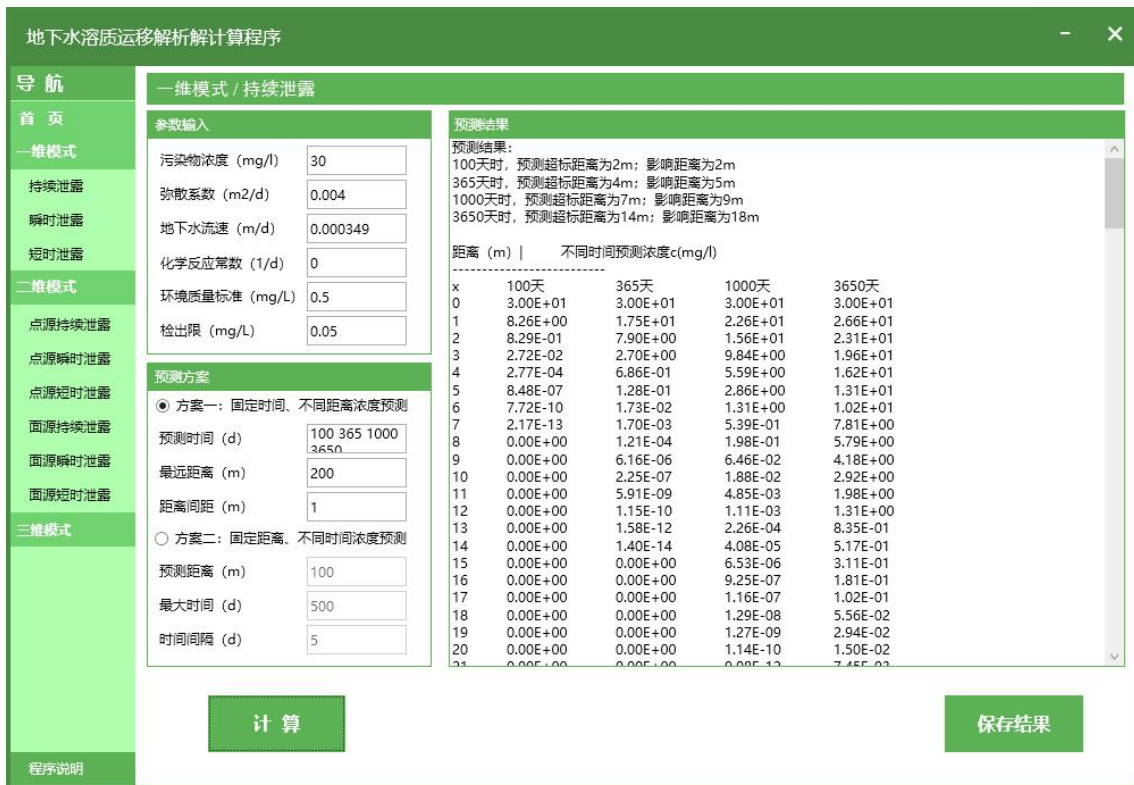 地下水溶质运移解析解计算程序
导 航
首 页
一维模式
持续泄露
瞬时泄露
短时泄露
二维模式
点源持续泄露
点源瞬时泄露
点源短时泄露
面源持续泄露
面源瞬时泄露
面源短时泄露
三维模式
程序说明
一维模式 / 持续泄露
参数输入
污染物浓度（mg/l） 30
弥散系数（m2/d） 0.004
地下水流速（m/d） 0.000349
化学反应常数（1/d） 0
环境质量标准（mg/L） 0.5
检出限（mg/L） 0.05
预测方案
方案一：固定时间、不同距离浓度预测
预测时间（d） 100 365 1000
3650
最远距离（m） 200
距离间距（m） 1
方案二：固定距离、不同时间浓度预测
预测距离（m） 100
最大时间（d） 500
时间间隔（d） 5
预测结果
预测结果：
100天时，预测超标距离为2m；影响距离为2m
365天时，预测超标距离为4m；影响距离为5m
1000天时，预测超标距离为7m；影响距离为9m
3650天时，预测超标距离为14m；影响距离为18m
距离（m）| 不同时间预测浓度c(mg/l)
--------------------------
x 100天 365天 1000天 3650天
0 3.00E+01 3.00E+01 3.00E+01 3.00E+01
1 8.26E+00 1.75E+01 2.26E+01 2.66E+01
2 8.29E-01 7.90E+00 1.56E+01 2.31E+01
3 2.72E-02 2.70E+00 9.84E+00 1.96E+01
4 2.77E-04 6.86E-01 5.59E+00 1.62E+01
5 8.48E-07 1.28E-01 2.86E+00 1.31E+01
6 7.72E-10 1.73E-02 1.31E+00 1.02E+01
7 2.17E-13 1.70E-03 5.39E-01 7.81E+00
8 0.00E+00 1.21E-04 1.98E-01 5.79E+00
9 0.00E+00 6.16E-06 6.46E-02 4.18E+00
10 0.00E+00 2.25E-07 1.88E-02 2.92E+00
11 0.00E+00 5.91E-09 4.85E-03 1.98E+00
12 0.00E+00 1.15E-10 1.11E-03 1.31E+00
13 0.00E+00 1.58E-12 2.26E-04 8.35E-01
14 0.00E+00 1.40E-14 4.08E-05 5.17E-01
15 0.00E+00 0.00E+00 6.53E-06 3.11E-01
16 0.00E+00 0.00E+00 9.25E-07 1.81E-01
17 0.00E+00 0.00E+00 1.16E-07 1.02E-01
18 0.00E+00 0.00E+00 1.29E-08 5.56E-02
19 0.00E+00 0.00E+00 1.27E-09 2.94E-02
20 0.00E+00 0.00E+00 1.14E-10 1.50E-02
计 算
保存结果